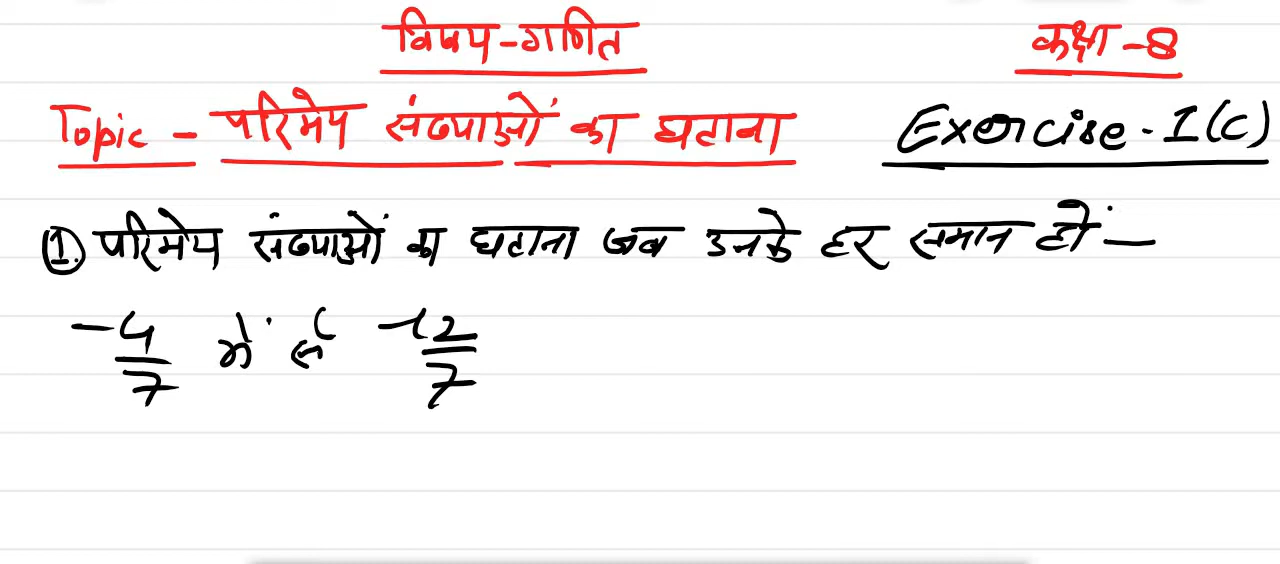 विषय-गणित
कक्षा -8
Topic - परिमेय संख्याओं का घटाना
Exercise-1(C)
1. परिमेय संख्याओं का घटाना जब उनके हर समान हों —
-4/7 में से -12/7